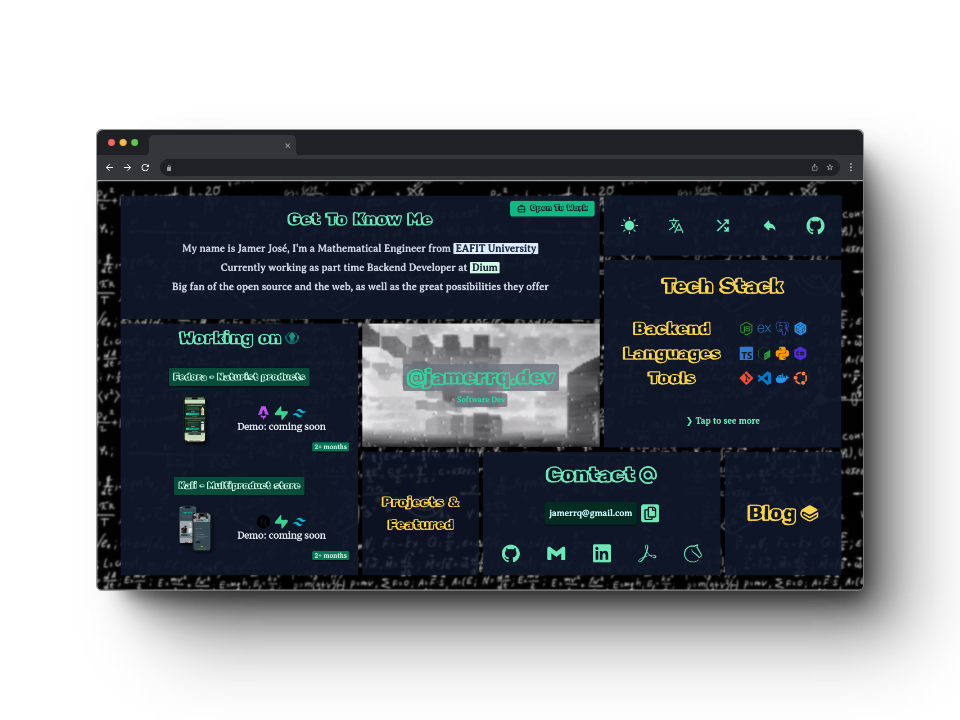 Get To Know Me
Open To Work
My name is Jamer José, I'm a Mathematical Engineer from EAFIT University
Currently working as part time Backend Developer at Dium
Big fan of the open source and the web, as well as the great possibilities they offer
Tech Stack
Backend
EX
Languages
TS
Tools
❯ Tap to see more
Working on
Fedora - Naturist products
Demo: coming soon
2+ months
Kali - Multiproduct store
Demo: coming soon
2+ months
@jamerrq.dev
Software Dev
Projects &
Featured
Contact @
jamerrq@gmail.com
Blog